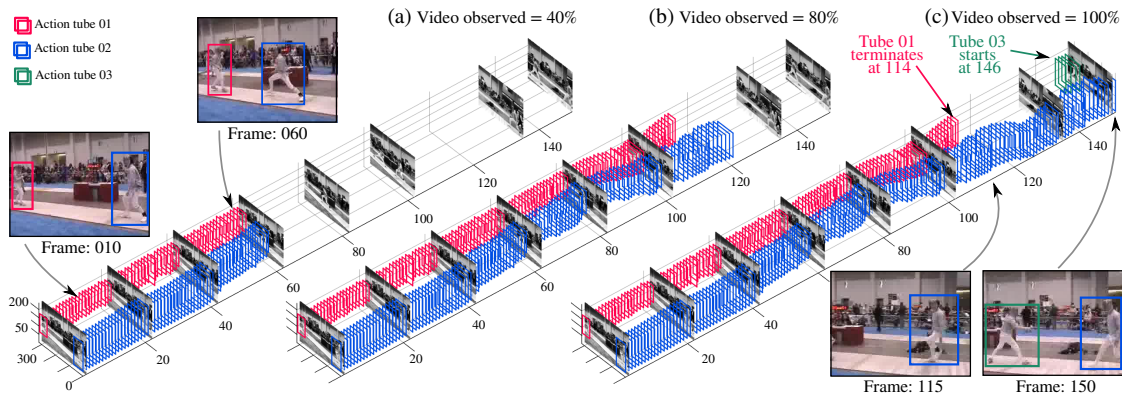 (a) Video observed = 40%
(b) Video observed = 80%
(c) Video observed = 100%
Action tube 01
Action tube 02
Action tube 03
Frame: 060
Frame: 010
Tube 01
terminates
at 114
Tube 03
starts
at 146
200
50
300
0
20
40
60
80
100
120
140
20
40
60
80
100
120
140
20
40
60
80
100
120
140
Frame: 115
Frame: 150